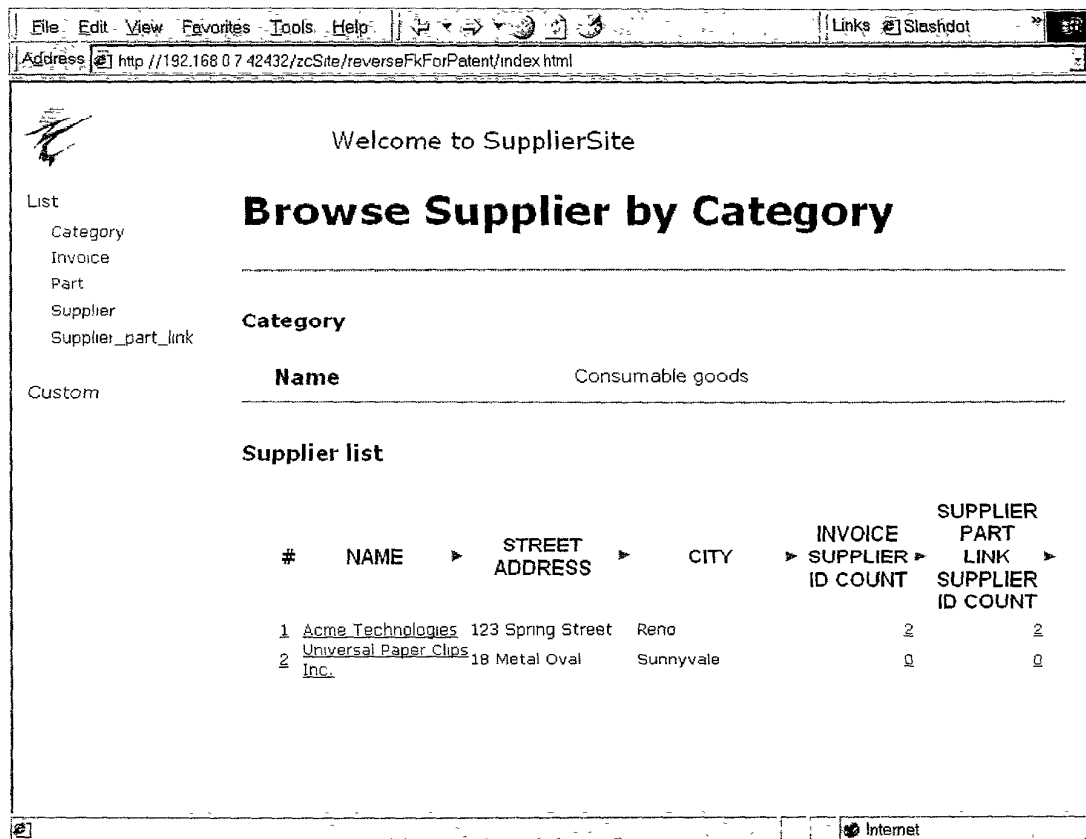 File Edit View Favorites Tools Help Links Slashdot »
Address http //192.168 0 7 42432/zcSite/reverseFkForPatent/index html
Welcome to SupplierSite
List
Category
Invoice
Part
Supplier
Supplier_part_link
Custom
Browse Supplier by Category
Category
Name Consumable goods
Supplier list
# NAME STREET ADDRESS CITY INVOICE SUPPLIER ID COUNT SUPPLIER PART LINK SUPPLIER ID COUNT
1 Acme Technologies 123 Spring Street Reno 2 2
2 Universal Paper Clips Inc. 18 Metal Oval Sunnyvale 0 0
Internet